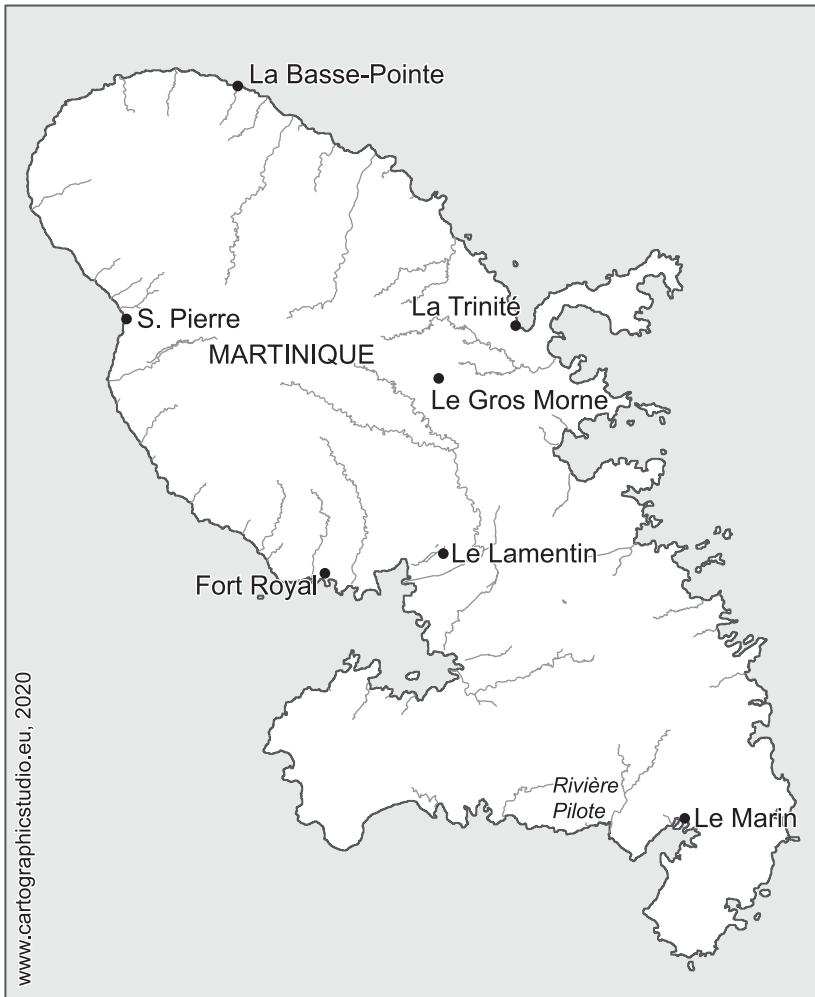 La Basse-Pointe
La Trinité
S. Pierre
MARTINIQUE
Le Gros Morne
Le Lamentin
Fort Royal
Rivière
Pilote
Le Marin
www.cartographicstudio.eu, 2020